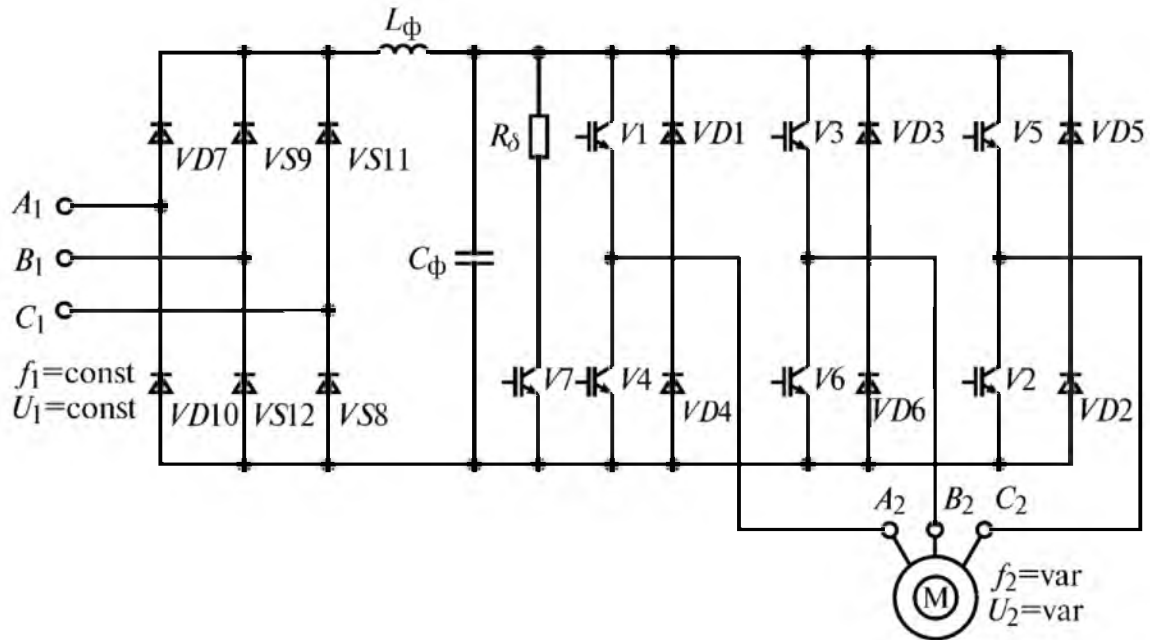 Lф
VD7
VS9
VS11
Rδ
V1
VD1
V3
VD3
V5
VD5
A1
B1
C1
Cф
f1=const
U1=const
VD10
VS12
VS8
V7
V4
VD4
V6
VD6
V2
VD2
A2
B2
C2
M
f2=var
U2=var